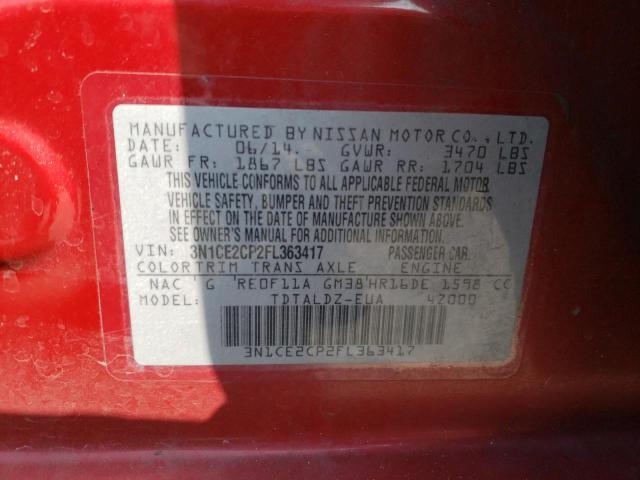 MANUFACTURED BY NISSAN MOTOR CO., LTD.
DATE: 06/14 GVWR: 3470 LBS
GAWR FR: 1867 LBS GAWR RR: 1704 LBS
THIS VEHICLE CONFORMS TO ALL APPLICABLE FEDERAL MOTOR
VEHICLE SAFETY, BUMPER AND THEFT PREVENTION STANDARDS
IN EFFECT ON THE DATE OF MANUFACTURE SHOWN ABOVE.
SEE OWNER'S MANUAL FOR ADDITIONAL INFORMATION.
VIN: 3N1CE2CP2FL363417 PASSENGER CAR.
COLOR TRIM TRANS AXLE ENGINE
NAC G RE0F11A GM38 HR16DE 1598 CC
MODEL: TDTALDZ-EUA 4Z000
3N1CE2CP2FL363417